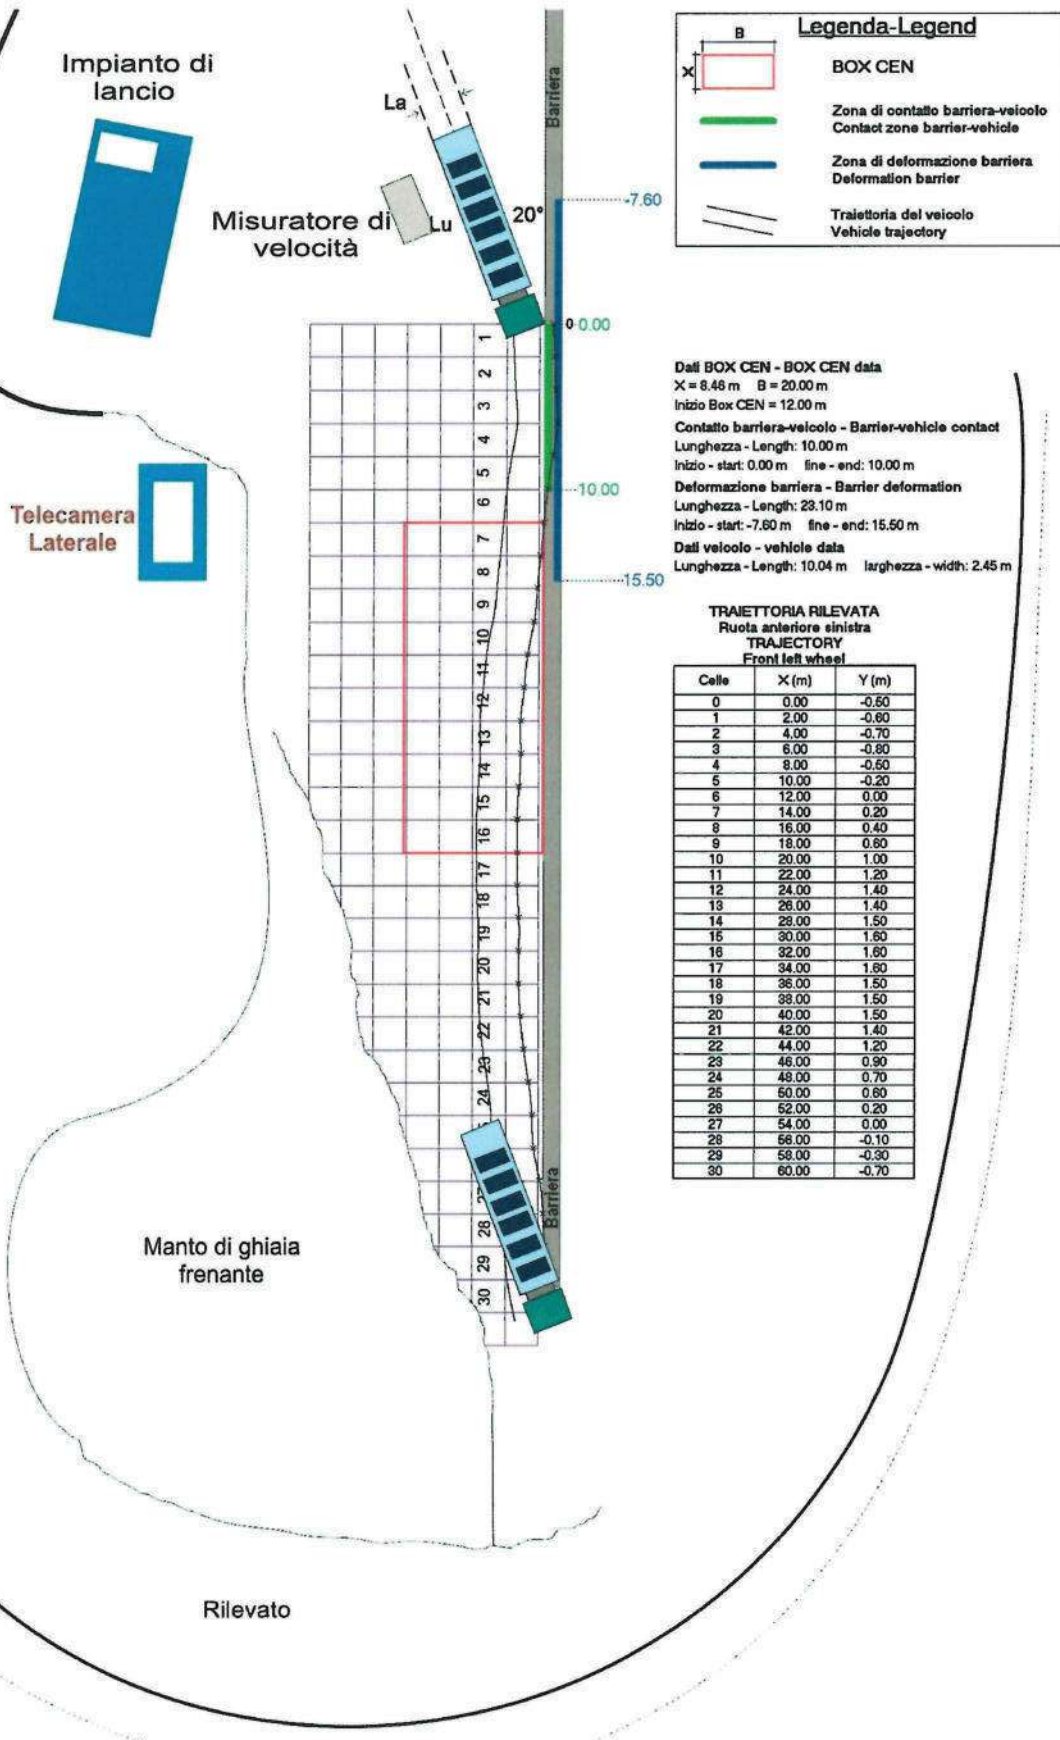 Impianto di
lancio
La
Barriera
Misuratore di
velocità
Lu
20°
-7.60
0
0.00
10.00
15.50
Telecamera
Laterale
1
2
3
4
5
6
7
8
9
10
11
12
13
14
15
16
17
18
19
20
21
22
23
24
28
29
30
Barriera
Manto di ghiaia
frenante
Rilevato
Legenda-Legend
B
X
BOX CEN
Zona di contatto barriera-veicolo
Contact zone barrier-vehicle
Zona di deformazione barriera
Deformation barrier
Traiettoria del veicolo
Vehicle trajectory
Dati BOX CEN - BOX CEN data
X = 8.46 m B = 20.00 m
Inizio Box CEN = 12.00 m
Contatto barriera-veicolo - Barrier-vehicle contact
Lunghezza - Length: 10.00 m
Inizio - start: 0.00 m fine - end: 10.00 m
Deformazione barriera - Barrier deformation
Lunghezza - Length: 23.10 m
Inizio - start: -7.60 m fine - end: 15.50 m
Dati veicolo - vehicle data
Lunghezza - Length: 10.04 m larghezza - width: 2.45 m
TRAIETTORIA RILEVATA
Ruota anteriore sinistra
TRAJECTORY
Front left wheel
Celle X (m) Y (m)
0 0.00 -0.60
1 2.00 -0.60
2 4.00 -0.70
3 6.00 -0.80
4 8.00 -0.50
5 10.00 -0.20
6 12.00 0.00
7 14.00 0.20
8 16.00 0.40
9 18.00 0.60
10 20.00 1.00
11 22.00 1.20
12 24.00 1.40
13 26.00 1.40
14 28.00 1.50
15 30.00 1.60
16 32.00 1.60
17 34.00 1.60
18 36.00 1.50
19 38.00 1.50
20 40.00 1.50
21 42.00 1.40
22 44.00 1.20
23 46.00 0.90
24 48.00 0.70
25 50.00 0.60
26 52.00 0.20
27 54.00 0.00
28 56.00 -0.10
29 58.00 -0.30
30 60.00 -0.70